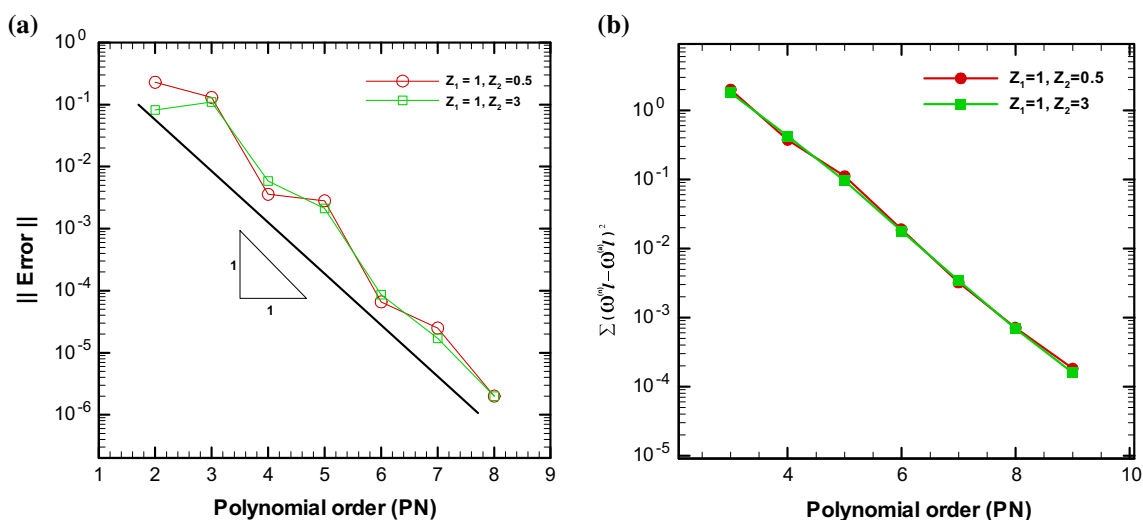 (a)
10^0
10^-1
10^-2
10^-3
10^-4
10^-5
10^-6
|| Error ||
Z_1 = 1, Z_2 = 0.5
Z_1 = 1, Z_2 = 3
1
1
1 2 3 4 5 6 7 8 9
Polynomial order (PN)
(b)
10^0
10^-1
10^-2
10^-3
10^-4
10^-5
∑ (ω^(n) l − ω^(a) l)^2
Z_1=1, Z_2=0.5
Z_1=1, Z_2=3
4 6 8 10
Polynomial order (PN)